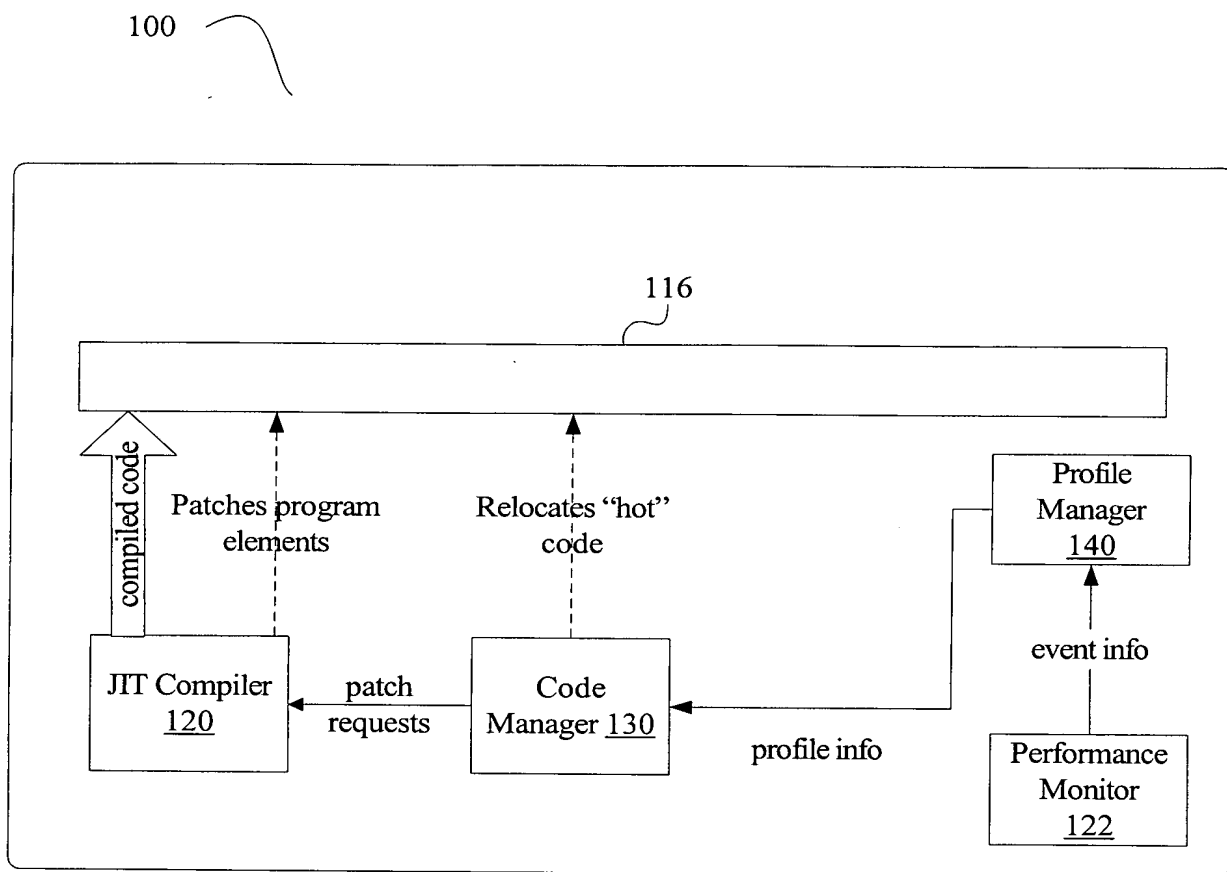 100
116
compiled code
Patches program
elements
Relocates “hot”
code
Profile
Manager
140
event info
JIT Compiler
120
patch
requests
Code
Manager 130
profile info
Performance
Monitor
122